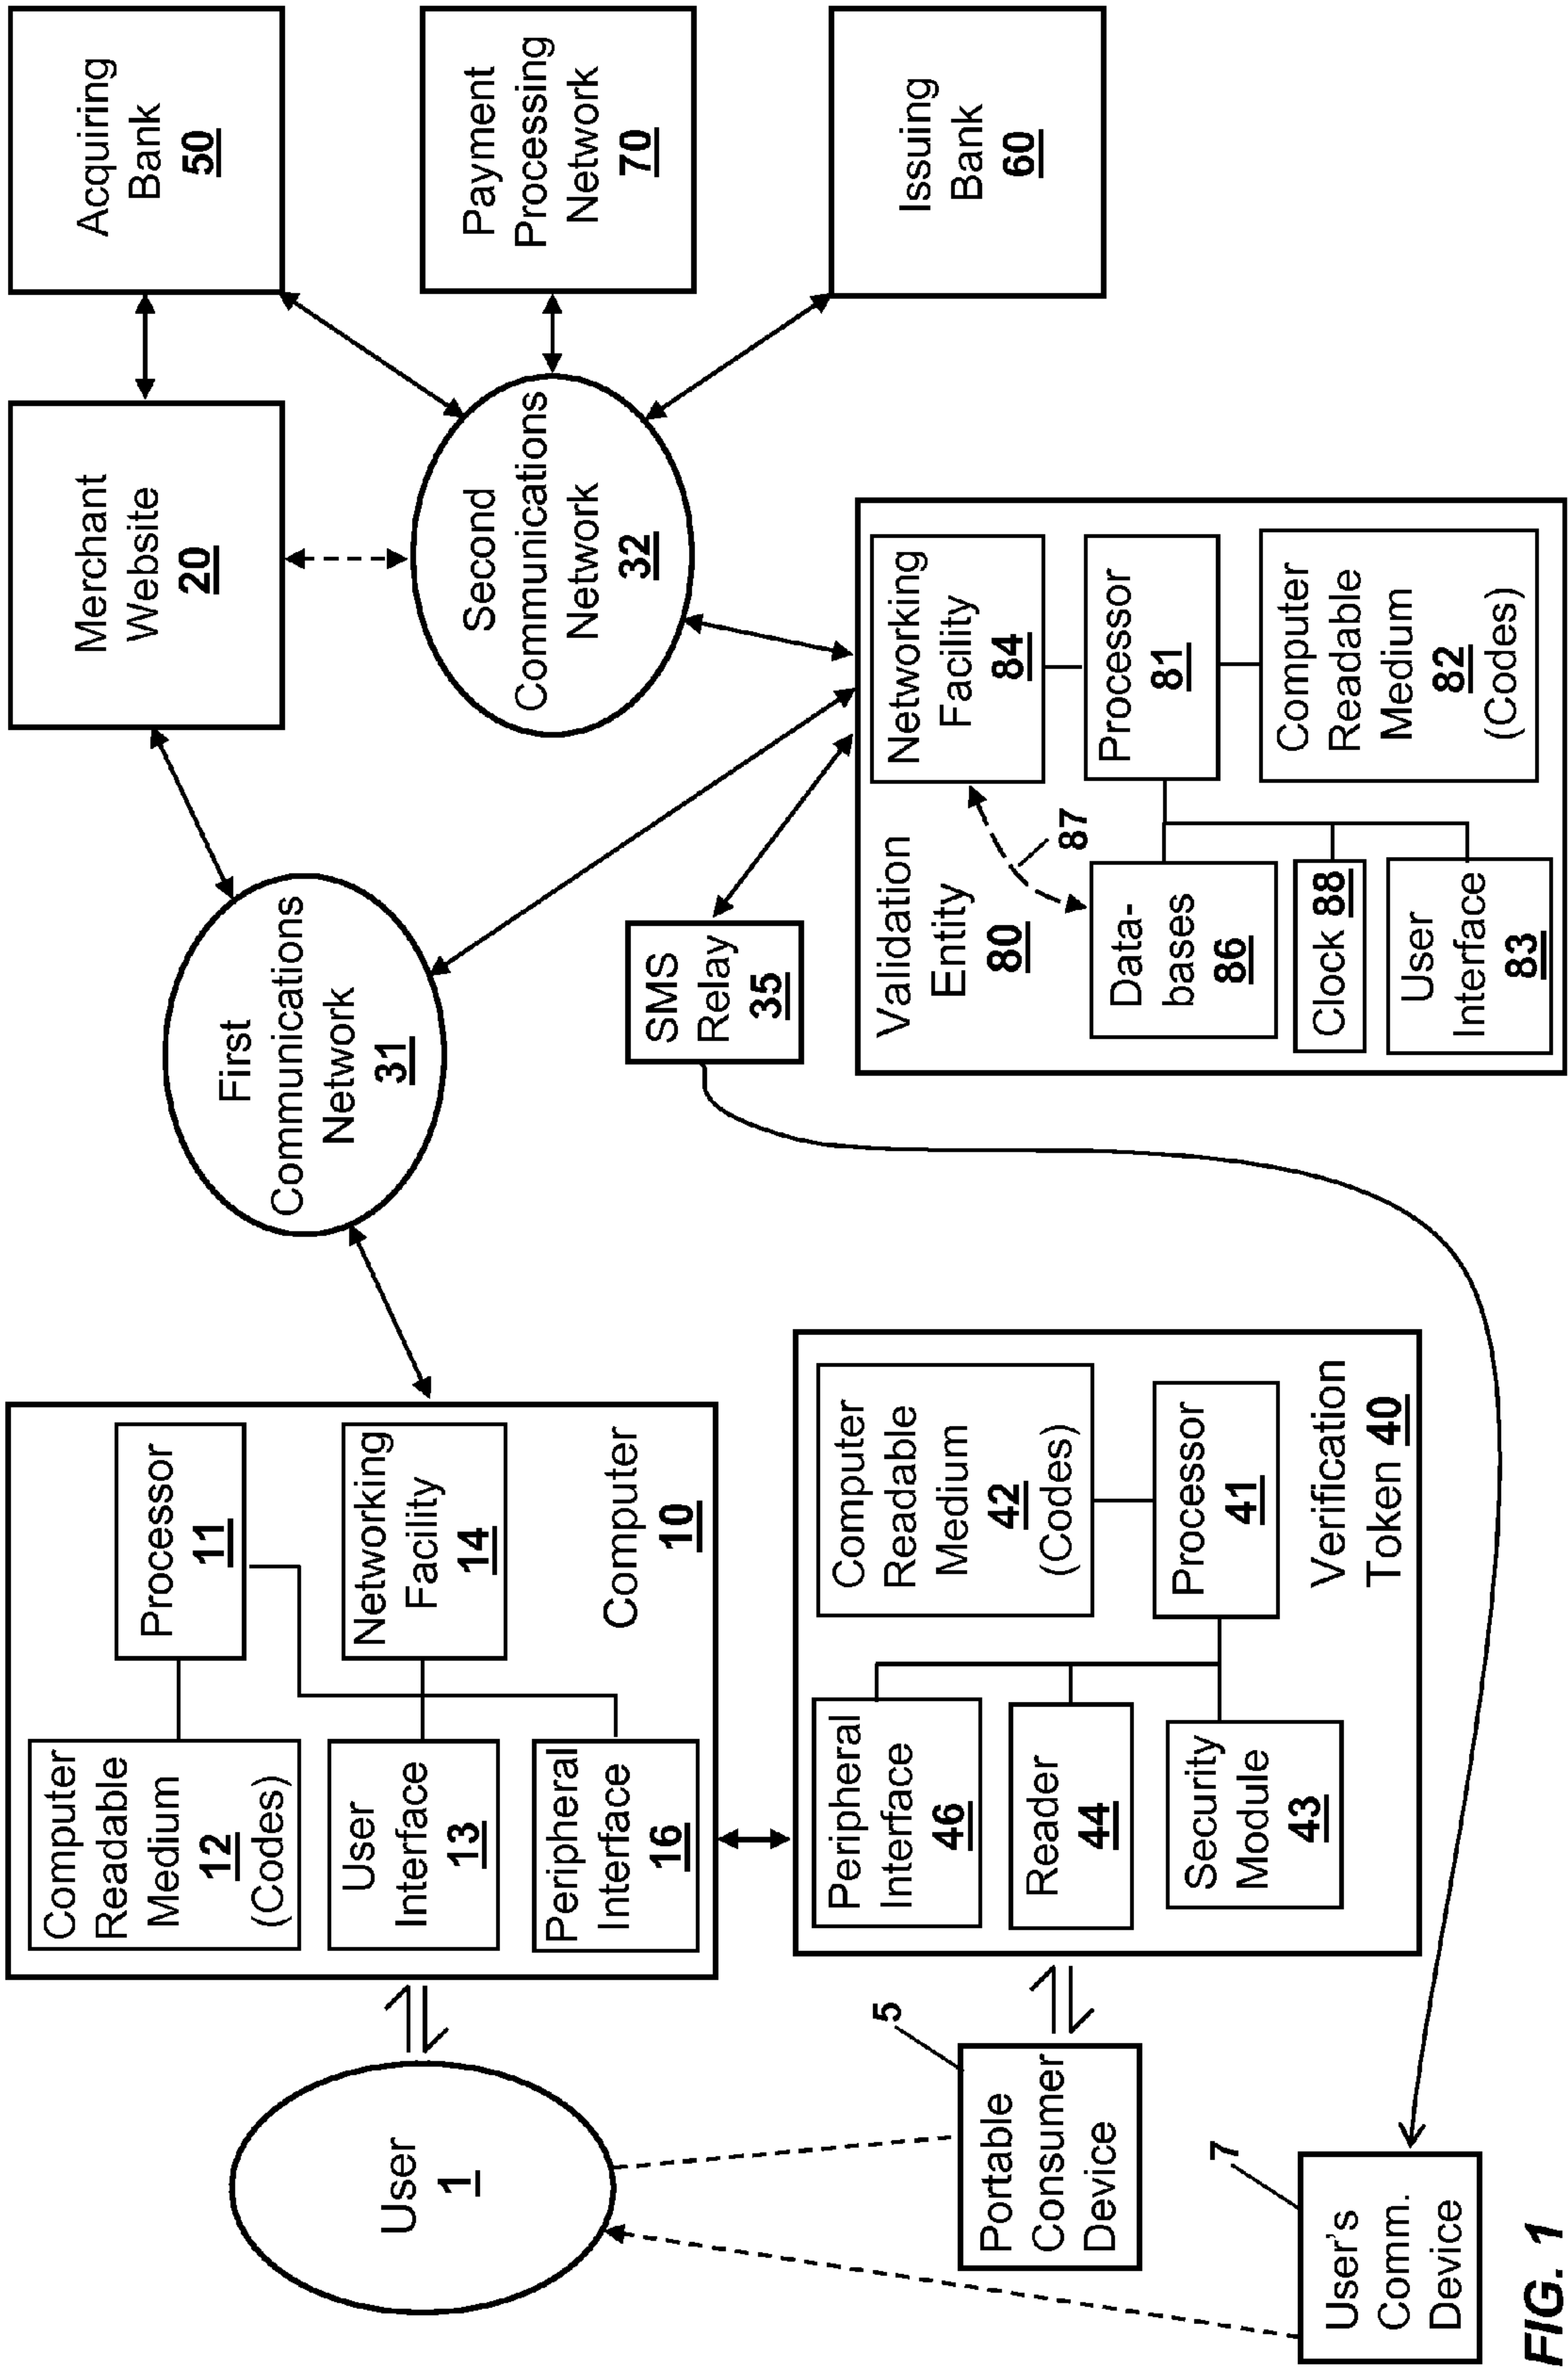 User
1
Computer
Readable
Medium
12
(Codes)
Processor
11
User
Interface
13
Networking
Facility
14
Peripheral
Interface
16
Computer
10
First
Communications
Network
31
Merchant
Website
20
Acquiring
Bank
50
Second
Communications
Network
32
Payment
Processing
Network
70
Issuing
Bank
60
5
Portable
Consumer
Device
Peripheral
Interface
46
Reader
44
Security
Module
43
Computer
Readable
Medium
42
(Codes)
Processor
41
Verification
Token 40
SMS
Relay
35
Validation
Entity
80
87
Networking
Facility
84
Data-
bases
86
Processor
81
Clock 88
User
Interface
83
Computer
Readable
Medium
82
(Codes)
7
User's
Comm.
Device
FIG. 1